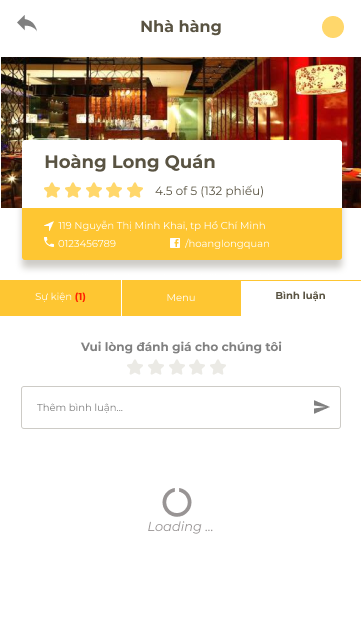 Nhà hàng
Hoàng Long Quán
4.5 of 5 (132 phiếu)
119 Nguyễn Thị Minh Khai, tp Hồ Chí Minh
0123456789 /hoanglongquan
Sự kiện (1) Menu Bình luận
Vui lòng đánh giá cho chúng tôi
Thêm bình luận...
Loading ...